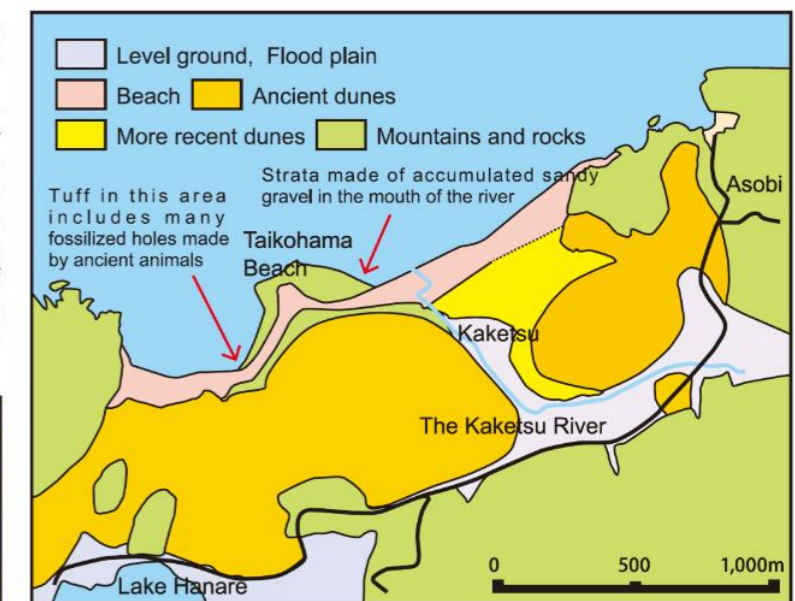 Level ground, Flood plain
Beach
Ancient dunes
More recent dunes
Mountains and rocks
Strata made of accumulated sandy
gravel in the mouth of the river
Tuff in this area
includes many
fossilized holes made
by ancient animals
Taikohama
Beach
Asobi
Kaketsu
The Kaketsu River
Lake Hanare
0
500
1,000m